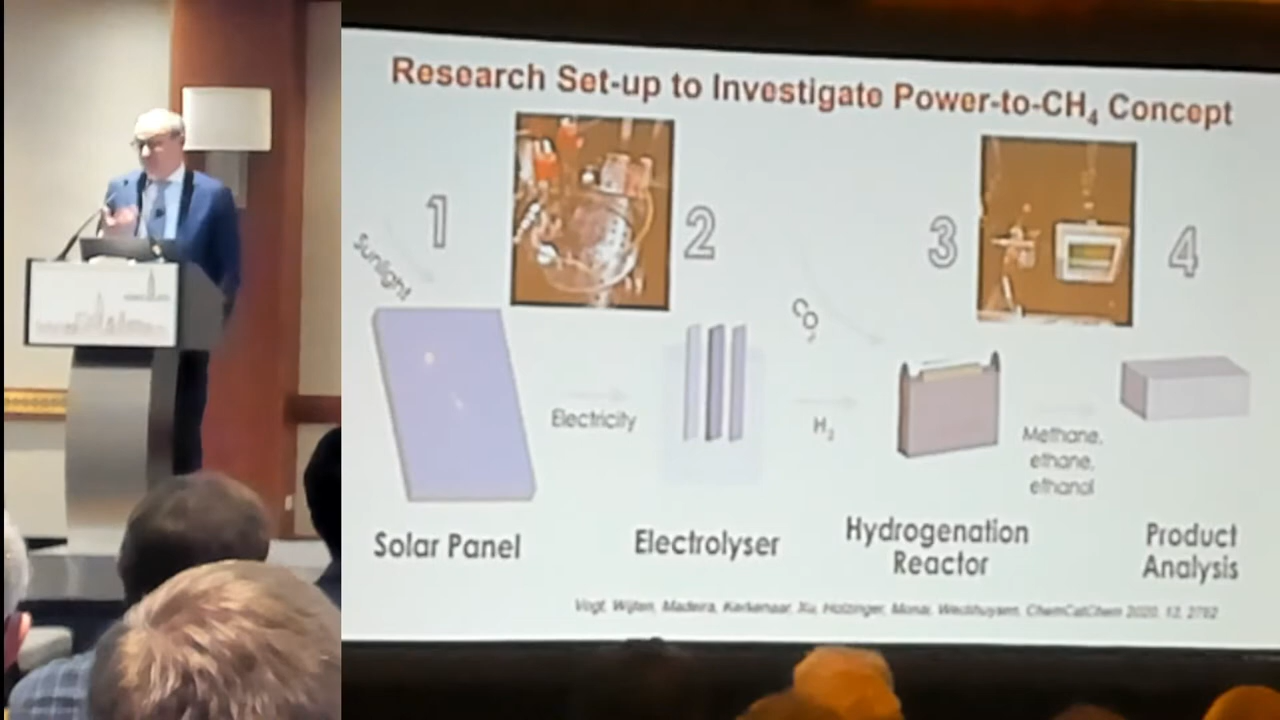 Research Set-up to Investigate Power-to-CH₄ Concept
1
2
3
4
Sunlight
CO₂
Electricity
H₂
Methane,
ethane,
ethanol
Solar Panel
Electrolyser
Hydrogenation
Reactor
Product
Analysis
Vogt, Wijten, Madeira, Kerkenaar, Xu, Holzinger, Monai, Weckhuysen, ChemCatChem 2020, 12, 2782